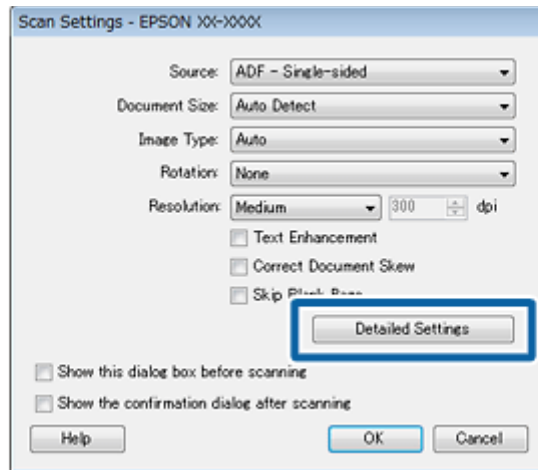 Scan Settings - EPSON XX-XXXX
Source: ADF - Single-sided
Document Size: Auto Detect
Image Type: Auto
Rotation: None
Resolution: Medium 300 dpi
Text Enhancement
Correct Document Skew
Skip
Detailed Settings
Show this dialog box before scanning
Show the confirmation dialog after scanning
Help OK Cancel